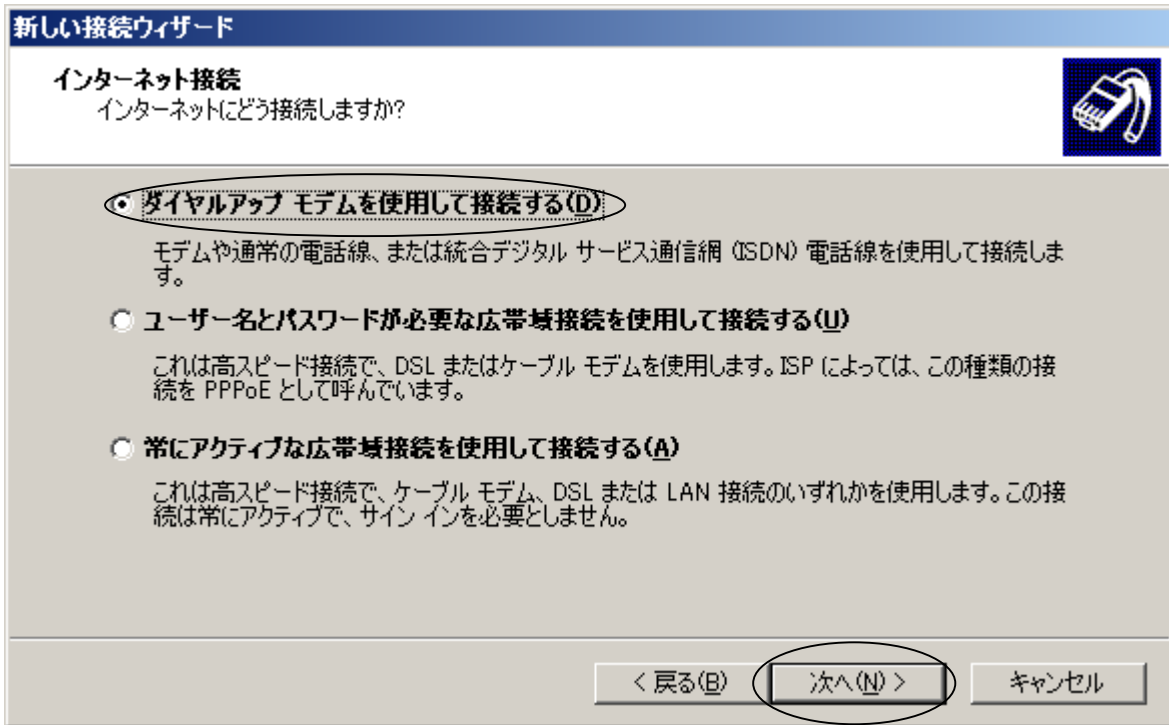 新しい接続ウィザード
インターネット接続
インターネットにどう接続しますか?
ダイヤルアップ モデムを使用して接続する(D)
モデムや通常の電話線、または統合デジタル サービス通信網 (ISDN) 電話線を使用して接続しま
す。
ユーザー名とパスワードが必要な広帯域接続を使用して接続する(U)
これは高スピード接続で、DSL またはケーブル モデムを使用します。ISP によっては、この種類の接
続を PPPoE として呼んでいます。
常にアクティブな広帯域接続を使用して接続する(A)
これは高スピード接続で、ケーブル モデム、DSL または LAN 接続のいずれかを使用します。この接
続は常にアクティブで、サイン インを必要としません。
< 戻る(B)
次へ(N) >
キャンセル